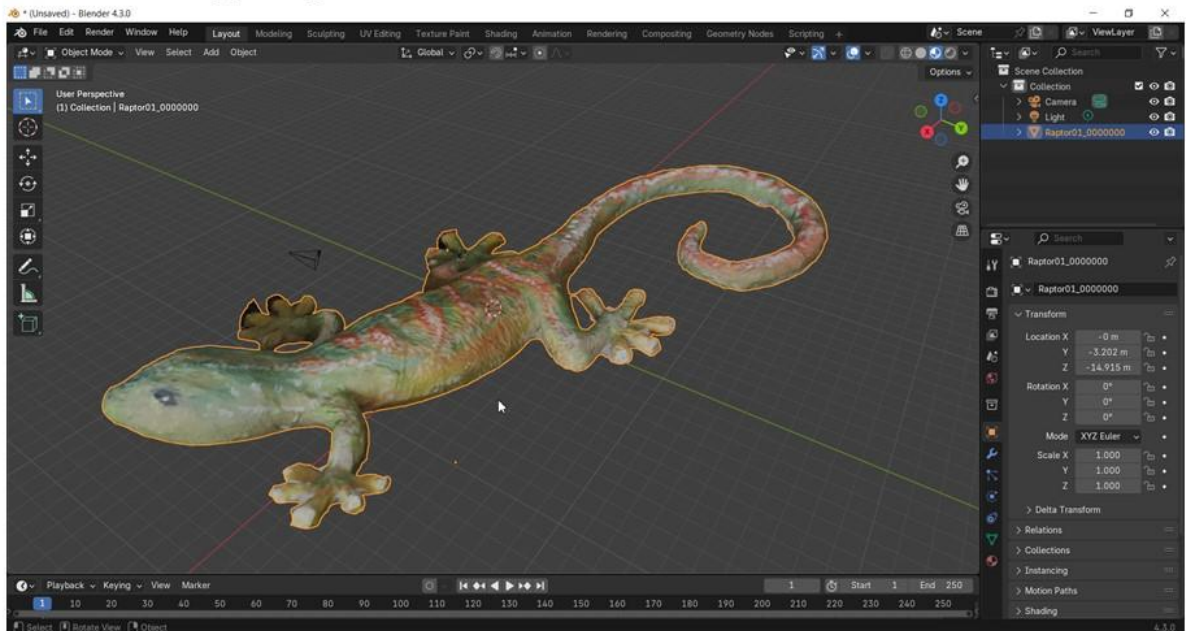 * (Unsaved) - Blender 4.3.0
File Edit Render Window Help Layout Modeling Sculpting UV Editing Texture Paint Shading Animation Rendering Compositing Geometry Nodes Scripting + Scene ViewLayer
Object Mode View Select Add Object Global Search
Options
User Perspective
(1) Collection | Raptor01_0000000
Scene Collection
Collection
Camera
Light
Raptor01_0000000
Z
Y
X
Search
Raptor01_0000000
Raptor01_0000000
Transform
Location X -0 m
Y -3.202 m
Z -14.915 m
Rotation X 0°
Y 0°
Z 0°
Mode XYZ Euler
Scale X 1.000
Y 1.000
Z 1.000
Delta Transform
Relations
Collections
Instancing
Motion Paths
Shading
Playback Keying View Marker 1 Start 1 End 250
1 10 20 30 40 50 60 70 80 90 100 110 120 130 140 150 160 170 180 190 200 210 220 230 240 250
Select Rotate View Object 4.3.0